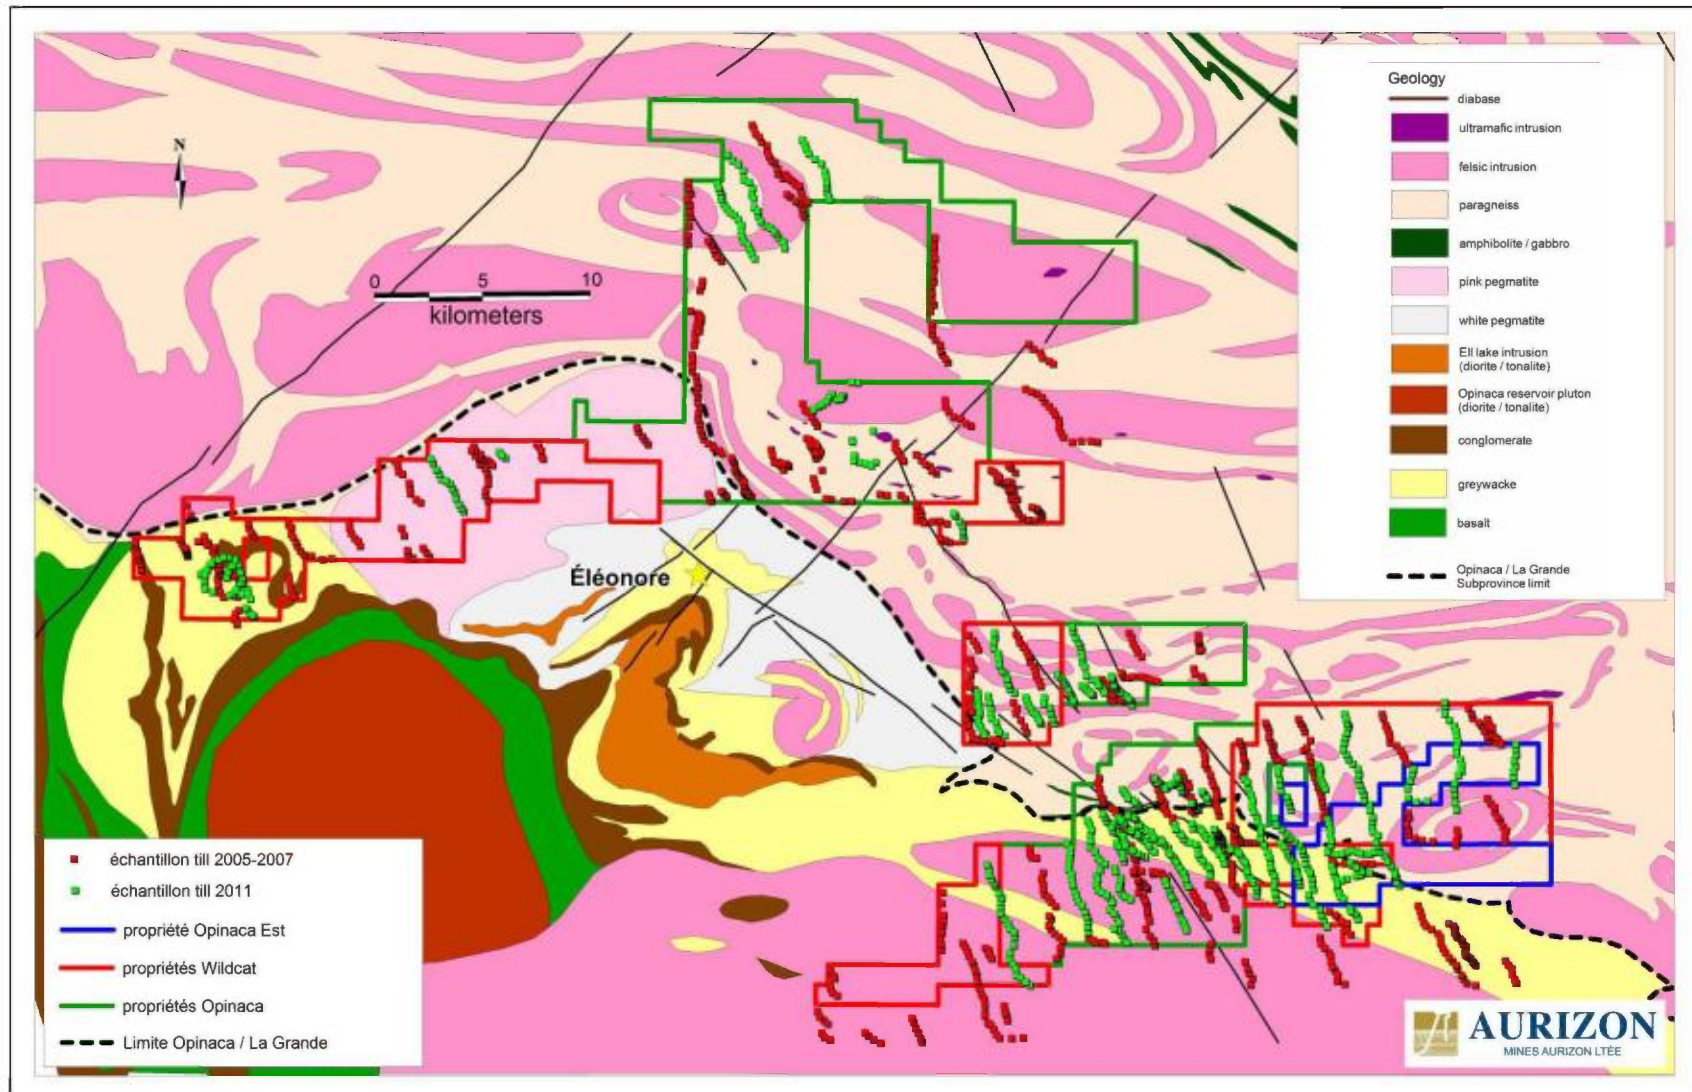 N
0 5 10
kilometers
Éléonore
Geology
diabase
ultramafic intrusion
felsic intrusion
paragneiss
amphibolite / gabbro
pink pegmatite
white pegmatite
Ell lake intrusion
(diorite / tonalite)
Opinaca reservoir pluton
(diorite / tonalite)
conglomerate
greywacke
basalt
Opinaca / La Grande
Subprovince limit
échantillon till 2005-2007
échantillon till 2011
propriété Opinaca Est
propriétés Wildcat
propriétés Opinaca
Limite Opinaca / La Grande
AURIZON
MINES AURIZON LTÉE